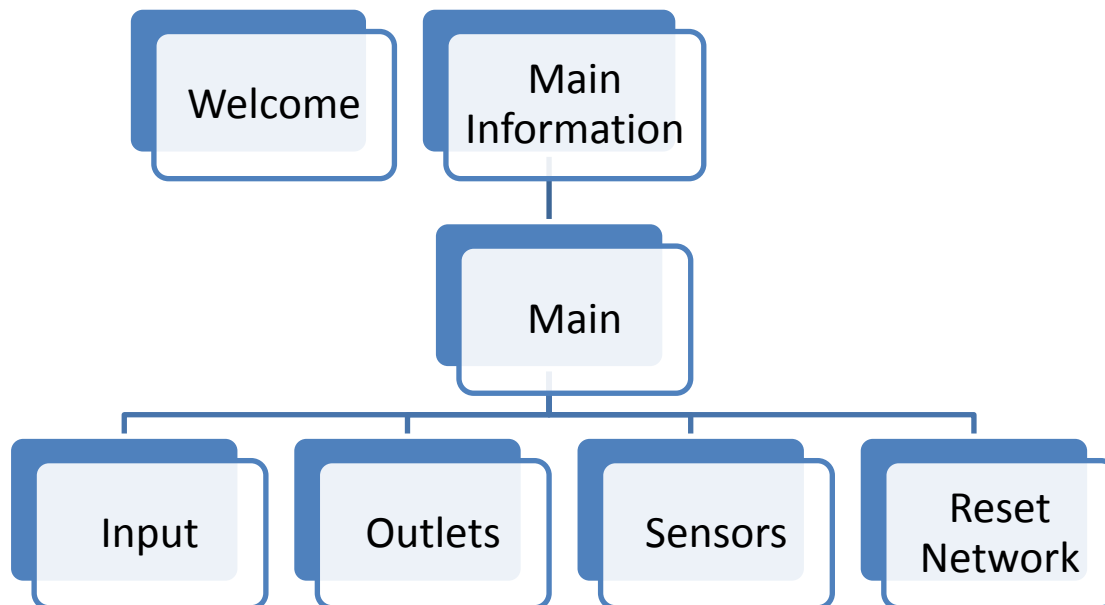 Welcome
Main
Information
Main
Input
Outlets
Sensors
Reset
Network